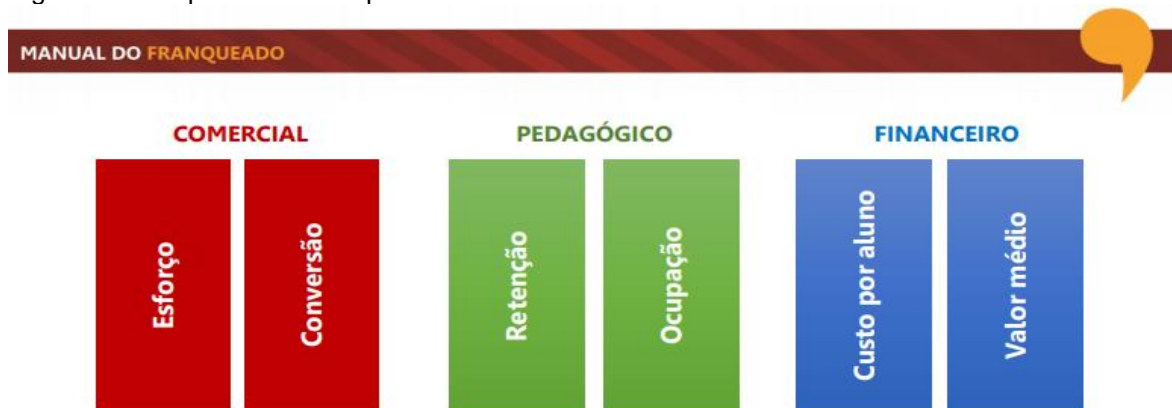 MANUAL DO FRANQUEADO
COMERCIAL
Esforço
Conversão
PEDAGÓGICO
Retenção
Ocupação
FINANCEIRO
Custo por aluno
Valor médio